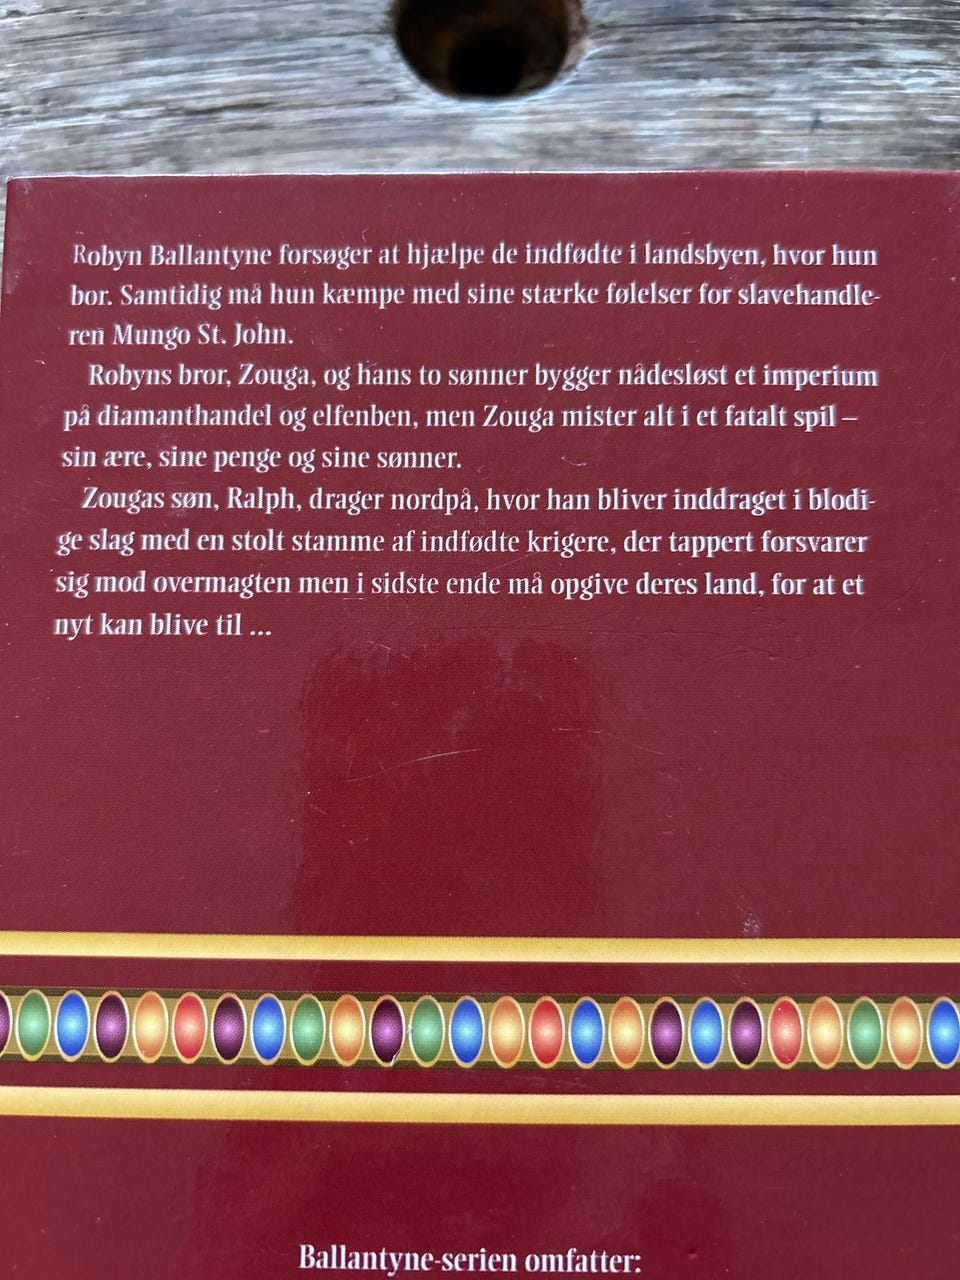 Robyn Ballantyne forsøger at hjælpe de indfødte i landsbyen, hvor hun
bor. Samtidig må hun kæmpe med sine stærke følelser for slavehandle-
ren Mungo St. John.
Robyns bror, Zouga, og hans to sønner bygger nådesløst et imperium
på diamanthandel og elfenben, men Zouga mister alt i et fatalt spil –
sin ære, sine penge og sine sønner.
Zougas søn, Ralph, drager nordpå, hvor han bliver inddraget i blodi-
ge slag med en stolt stamme af indfødte krigere, der tappert forsvarer
sig mod overmagten men i sidste ende må opgive deres land, for at et
nyt kan blive til ...
Ballantyne-serien omfatter: